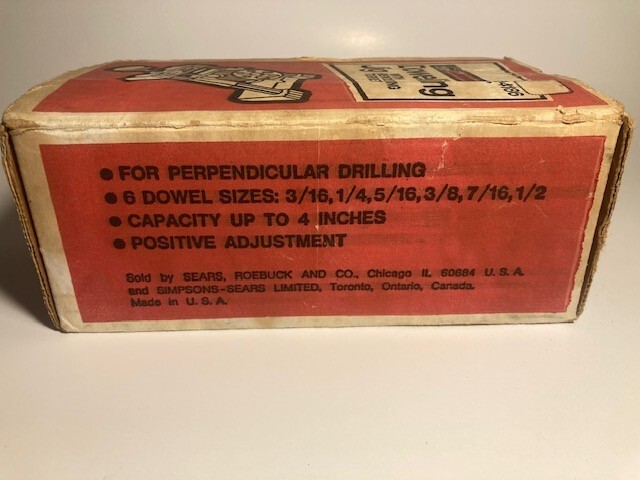 Doweling
Jig
● FOR PERPENDICULAR DRILLING
● 6 DOWEL SIZES: 3/16,1/4,5/16,3/8,7/16,1/2
● CAPACITY UP TO 4 INCHES
● POSITIVE ADJUSTMENT
Sold by SEARS, ROEBUCK AND CO., Chicago IL 60684 U. S. A.
and SIMPSONS-SEARS LIMITED, Toronto, Ontario, Canada.
Made in U. S. A.